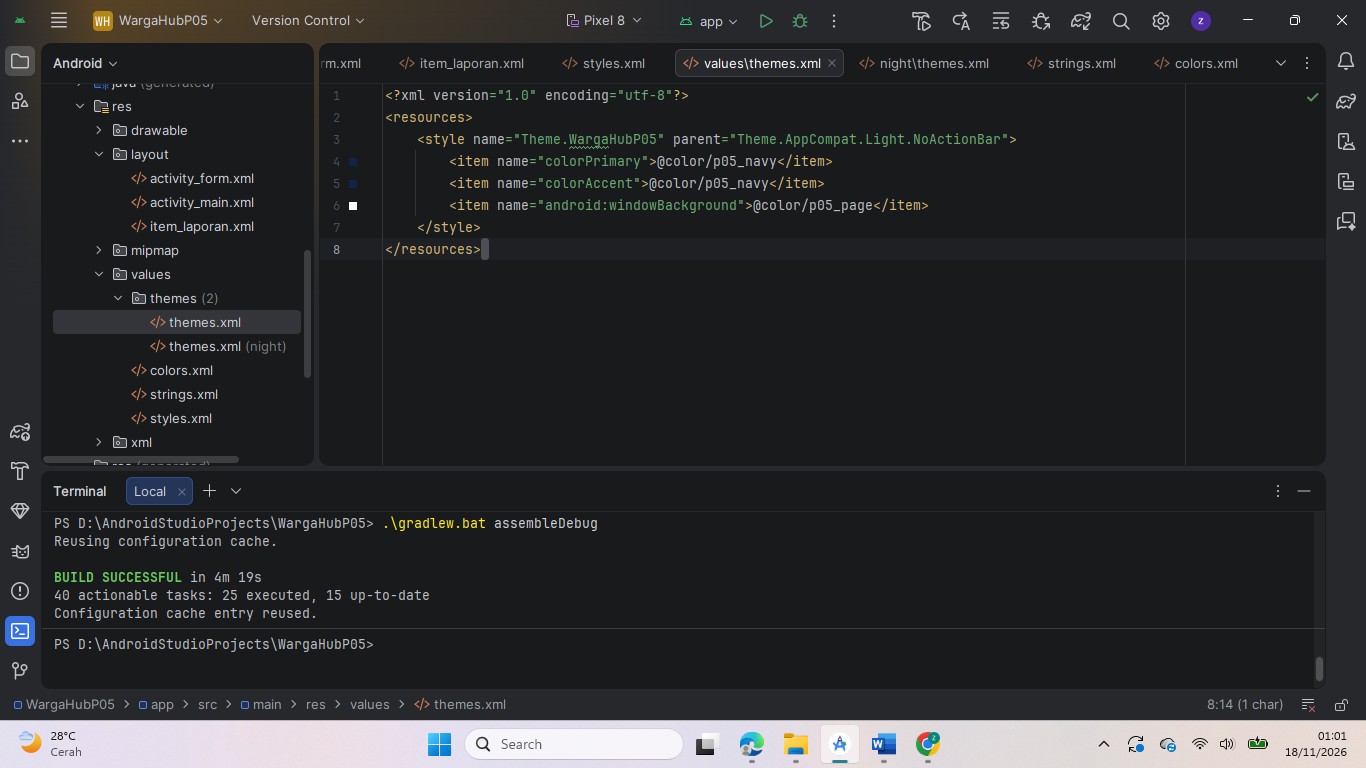 WH WargaHubP05 Version Control Pixel 8 app z
Android
java (generated)
res
drawable
layout
activity_form.xml
activity_main.xml
item_laporan.xml
mipmap
values
themes (2)
themes.xml
themes.xml (night)
colors.xml
strings.xml
styles.xml
xml
res (generated)
rm.xml item_laporan.xml styles.xml values\themes.xml night\themes.xml strings.xml colors.xml
1 <?xml version="1.0" encoding="utf-8"?>
2 <resources>
3 <style name="Theme.WargaHubP05" parent="Theme.AppCompat.Light.NoActionBar">
4 <item name="colorPrimary">@color/p05_navy</item>
5 <item name="colorAccent">@color/p05_navy</item>
6 <item name="android:windowBackground">@color/p05_page</item>
7 </style>
8 </resources>
Terminal Local
PS D:\AndroidStudioProjects\WargaHubP05> .\gradlew.bat assembleDebug
Reusing configuration cache.
BUILD SUCCESSFUL in 4m 19s
40 actionable tasks: 25 executed, 15 up-to-date
Configuration cache entry reused.
PS D:\AndroidStudioProjects\WargaHubP05>
WargaHubP05 > app > src > main > res > values > themes.xml 8:14 (1 char)
28°C
Cerah
Search
01:01
18/11/2026